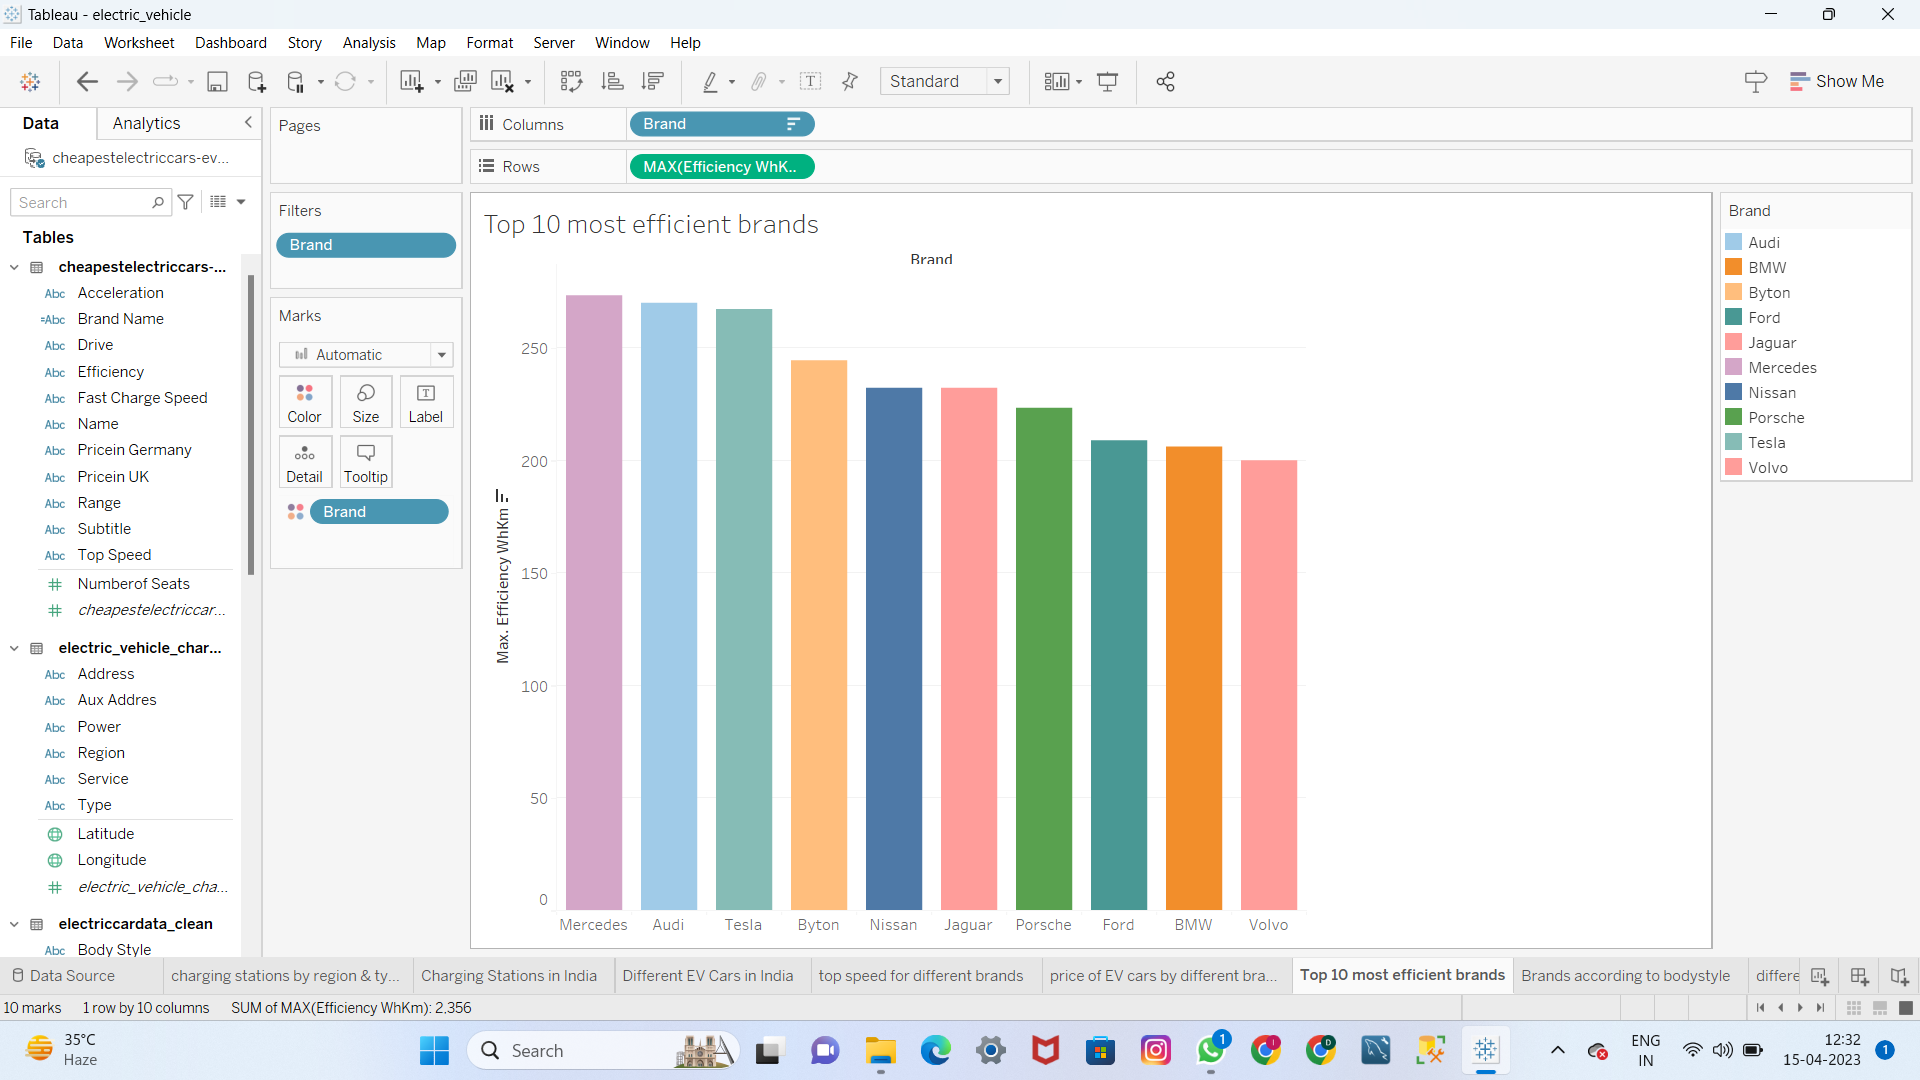 Tableau - electric_vehicle
File Data Worksheet Dashboard Story Analysis Map Format Server Window Help
Standard
Show Me
Data Analytics
cheapestelectriccars-ev...
Search
Tables
cheapestelectriccars-...
Abc Acceleration
=Abc Brand Name
Abc Drive
Abc Efficiency
Abc Fast Charge Speed
Abc Name
Abc Pricein Germany
Abc Pricein UK
Abc Range
Abc Subtitle
Abc Top Speed
# Numberof Seats
# cheapestelectriccar...
electric_vehicle_char...
Abc Address
Abc Aux Addres
Abc Power
Abc Region
Abc Service
Abc Type
Latitude
Longitude
# electric_vehicle_cha...
electriccardata_clean
Abc Body Style
Pages
Filters
Brand
Marks
Automatic
Color Size Label
Detail Tooltip
Brand
Columns Brand
Rows MAX(Efficiency WhK..
Top 10 most efficient brands
Brand
Max. Efficiency WhKm
250
200
150
100
50
0
Mercedes Audi Tesla Byton Nissan Jaguar Porsche Ford BMW Volvo
Brand
Audi
BMW
Byton
Ford
Jaguar
Mercedes
Nissan
Porsche
Tesla
Volvo
Data Source charging stations by region & ty... Charging Stations in India Different EV Cars in India top speed for different brands price of EV cars by different bra... Top 10 most efficient brands Brands according to bodystyle differe
10 marks 1 row by 10 columns SUM of MAX(Efficiency WhKm): 2,356
35°C
Haze
Search
1
ENG
IN
12:32
15-04-2023
1